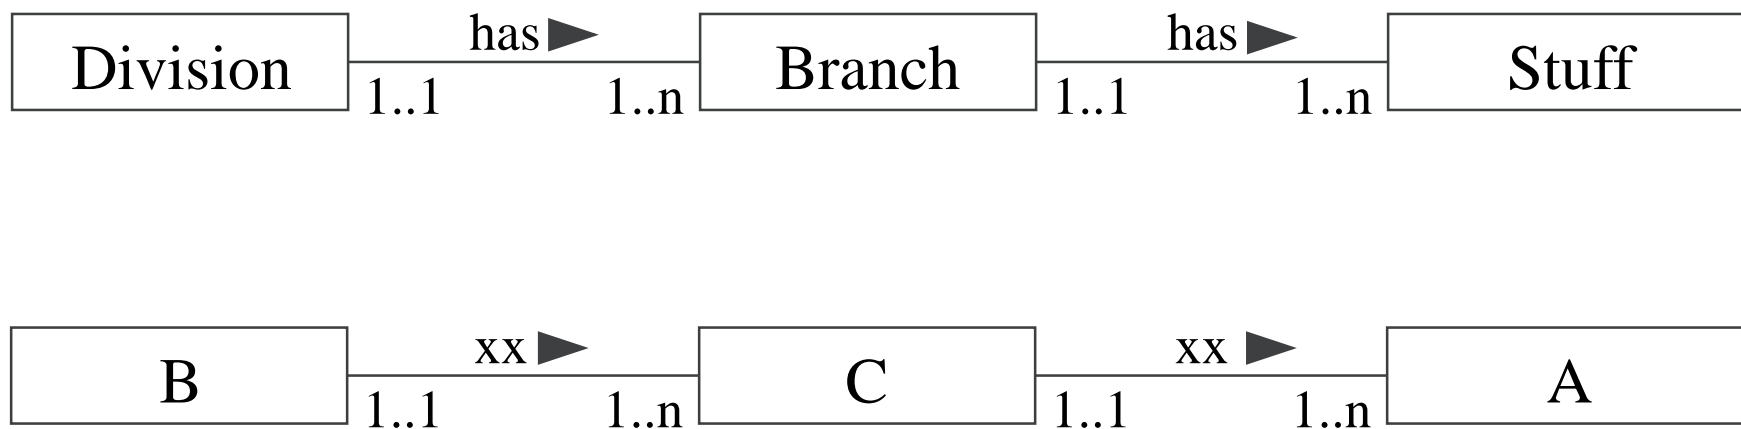 has has
Division Branch Stuff
1..1 1..n 1..1 1..n
xx xx
B C A
1..1 1..n 1..1 1..n